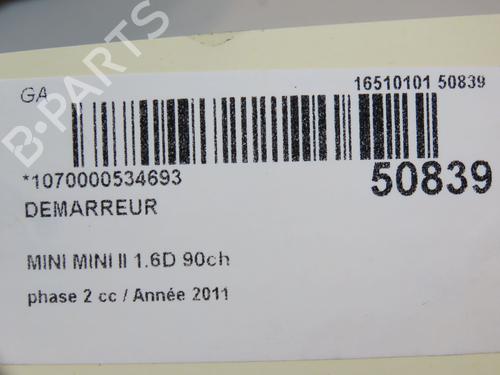 GA
16510101 50839
*1070000534693
50839
DEMARREUR
MINI MINI II 1.6D 90ch
phase 2 cc / Année 2011
B-PARTS